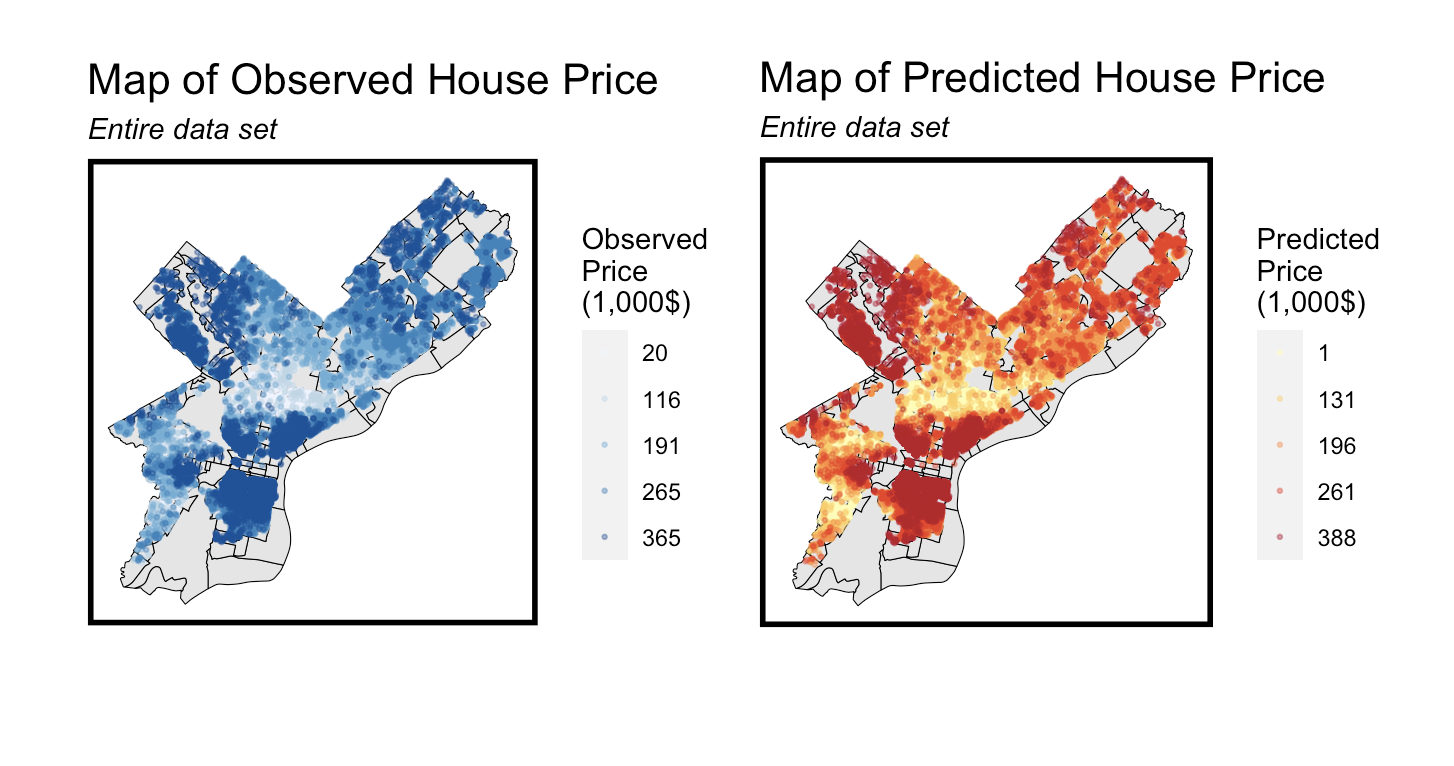 Map of Observed House Price
Entire data set
Observed
Price
(1,000$)
20
116
191
265
365
Map of Predicted House Price
Entire data set
Predicted
Price
(1,000$)
1
131
196
261
388